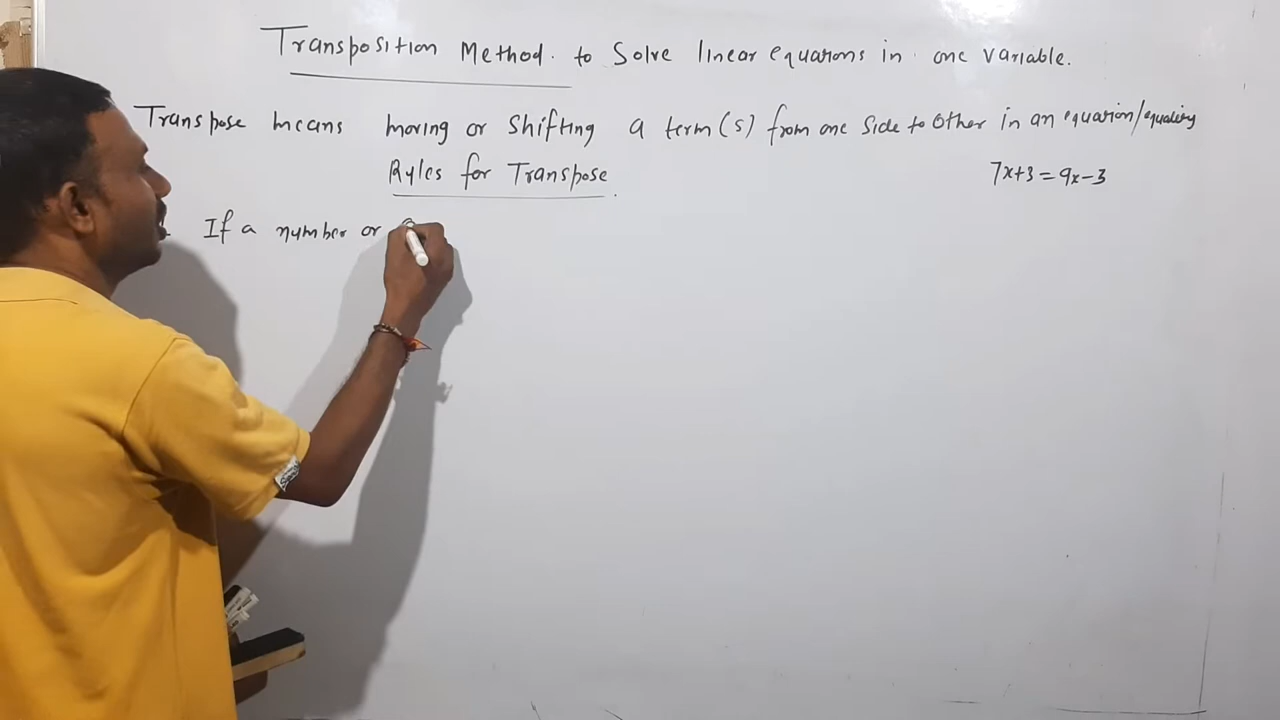 Transposition Method. to Solve linear equations in one variable.
Transpose means moving or Shifting a term(s) from one side to other in an equation/equality
Rules for Transpose.
7x+3=9x-3
If a number or